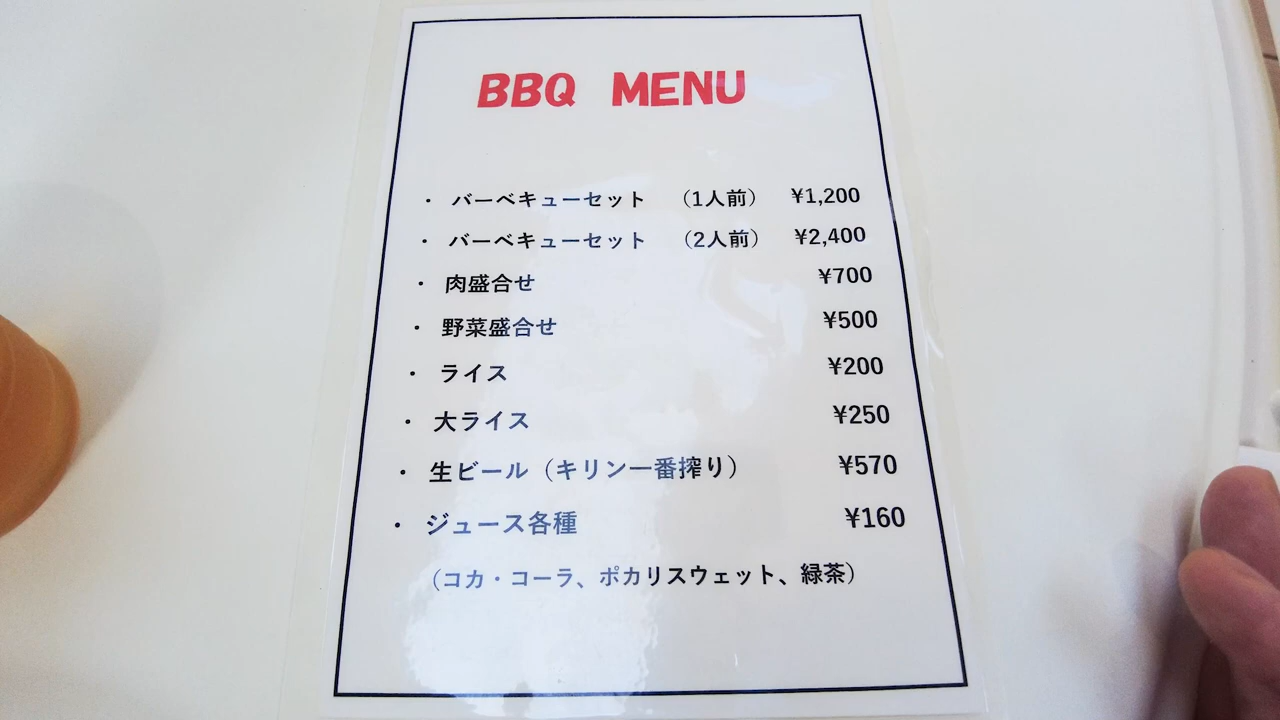 BBQ MENU
・ バーベキューセット （1人前） ¥1,200
・ バーベキューセット （2人前） ¥2,400
・ 肉盛合せ ¥700
・ 野菜盛合せ ¥500
・ ライス ¥200
・ 大ライス ¥250
・ 生ビール（キリン一番搾り） ¥570
・ ジュース各種 ¥160
（コカ・コーラ、ポカリスウェット、緑茶）